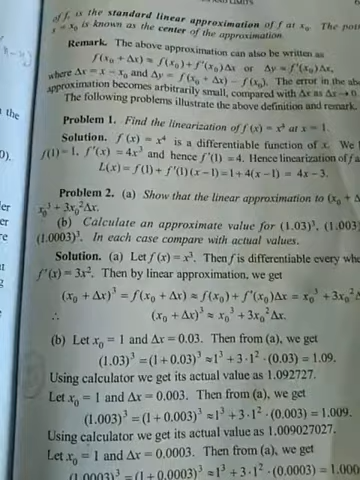 AND LIMITS
of f, is the standard linear approximation of f at x₀. The point
x = x₀ is known as the center of the approximation.
Remark. The above approximation can also be written as
f(x₀ + Δx) ≈ f(x₀) + f′(x₀)Δx or Δy ≈ f′(x₀)Δx,
where Δx = x − x₀ and Δy = f(x₀ + Δx) − f(x₀). The error in the
approximation becomes arbitrarily small, compared with Δx as Δx→0.
The following problems illustrate the above definition and remark.
Problem 1. Find the linearization of f(x) = x⁴ at x = 1.
Solution. f(x) = x⁴ is a differentiable function of x. We
f(1) = 1, f′(x) = 4x³ and hence f′(1) = 4. Hence linearization of f
L(x) = f(1) + f′(1)(x−1) = 1 + 4(x−1) = 4x−3.
Problem 2. (a) Show that the linear approximation to (x₀ +
x₀³ + 3x₀²Δx.
(b) Calculate an approximate value for (1.03)³, (1.003)
(1.0003)³. In each case compare with actual values.
Solution. (a) Let f(x) = x³. Then f is differentiable every
f′(x) = 3x². Then by linear approximation, we get
(x₀ + Δx)³ = f(x₀ + Δx) ≈ f(x₀) + f′(x₀)Δx = x₀³ + 3x₀²
∴ (x₀ + Δx)³ ≈ x₀³ + 3x₀²Δx.
(b) Let x₀ = 1 and Δx = 0.03. Then from (a), we get
(1.03)³ = (1 + 0.03)³ ≈ 1³ + 3·1²·(0.03) = 1.09.
Using calculator we get its actual value as 1.092727.
Let x₀ = 1 and Δx = 0.003. Then from (a), we get
(1.003)³ = (1 + 0.003)³ ≈ 1³ + 3·1²·(0.003) = 1.009
Using calculator we get its actual value as 1.009027027.
Let x₀ = 1 and Δx = 0.0003. Then from (a), we get
(1.0003)³ = (1 + 0.0003)³ ≈ 1³ + 3·1²·(0.0003) = 1.000